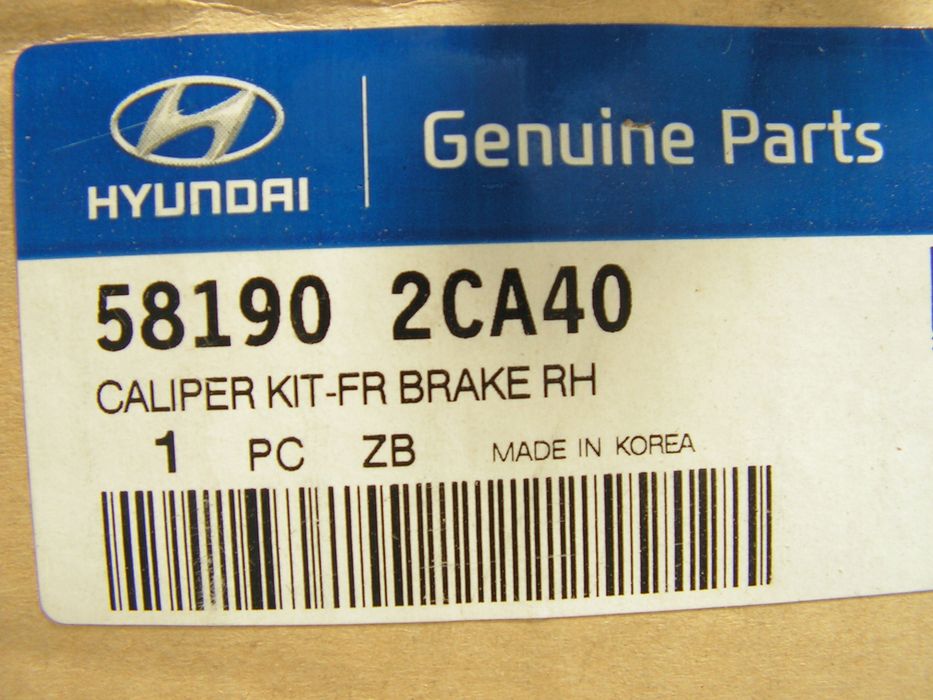 HYUNDAI
Genuine Parts
58190 2CA40
CALIPER KIT-FR BRAKE RH
1 PC ZB MADE IN KOREA